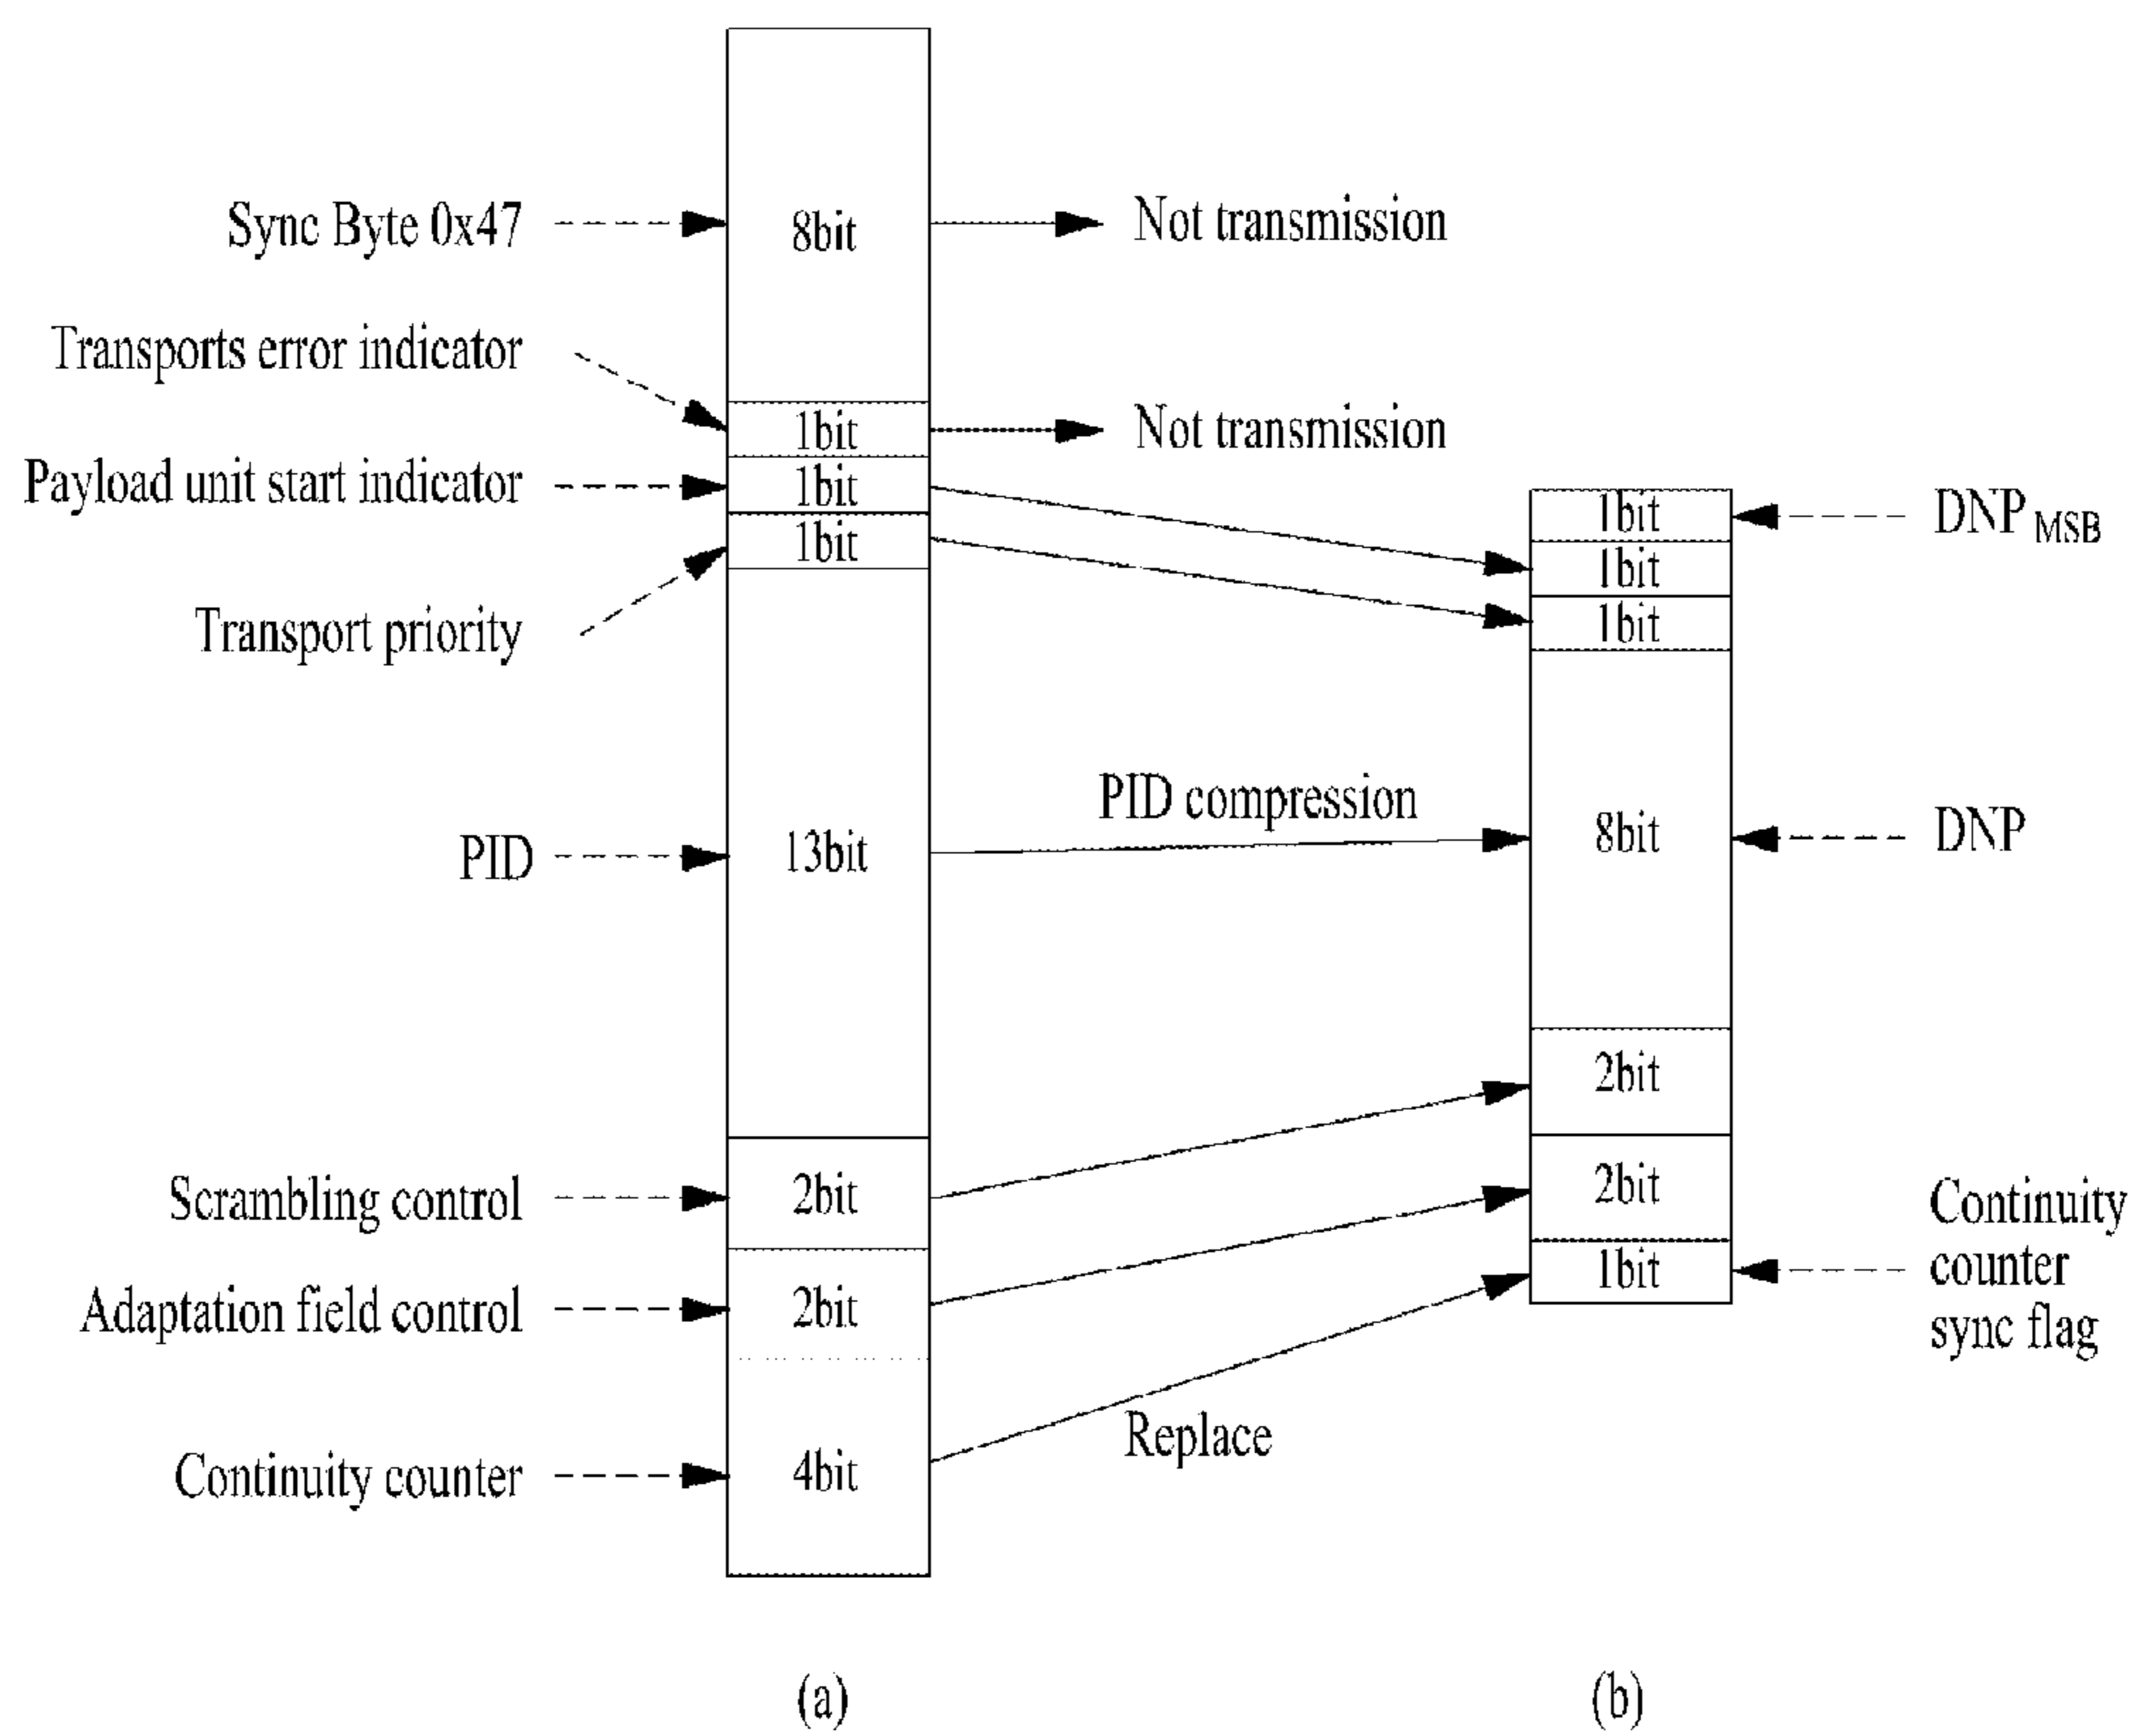 Sync Byte 0x47
8bit
Not transmission
Transports error indicator
1bit
Not transmission
Payload unit start indicator
1bit
Transport priority
1bit
PID
13bit
PID compression
Scrambling control
2bit
Adaptation field control
2bit
Continuity counter
4bit
Replace
1bit
DNP MSB
1bit
1bit
8bit
DNP
2bit
2bit
1bit
Continuity
counter
sync flag
(a)
(b)